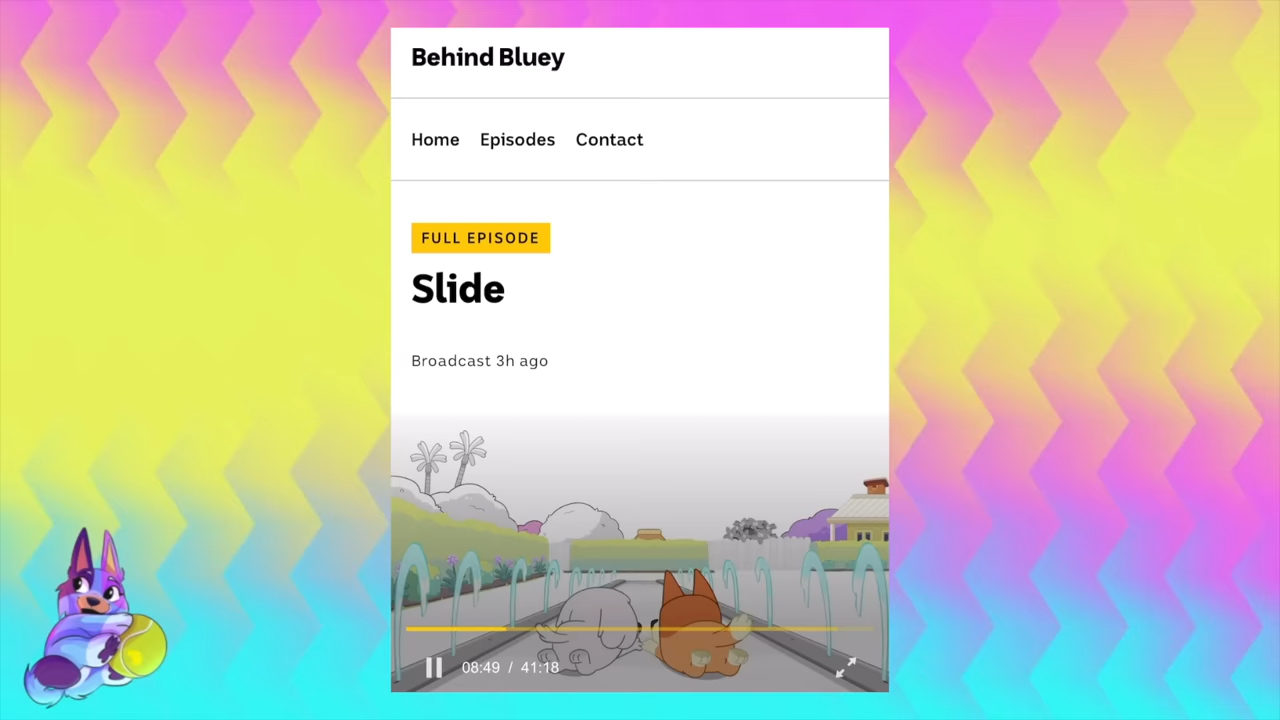 Behind Bluey
Home Episodes Contact
FULL EPISODE
Slide
Broadcast 3h ago
08:49 / 41:18